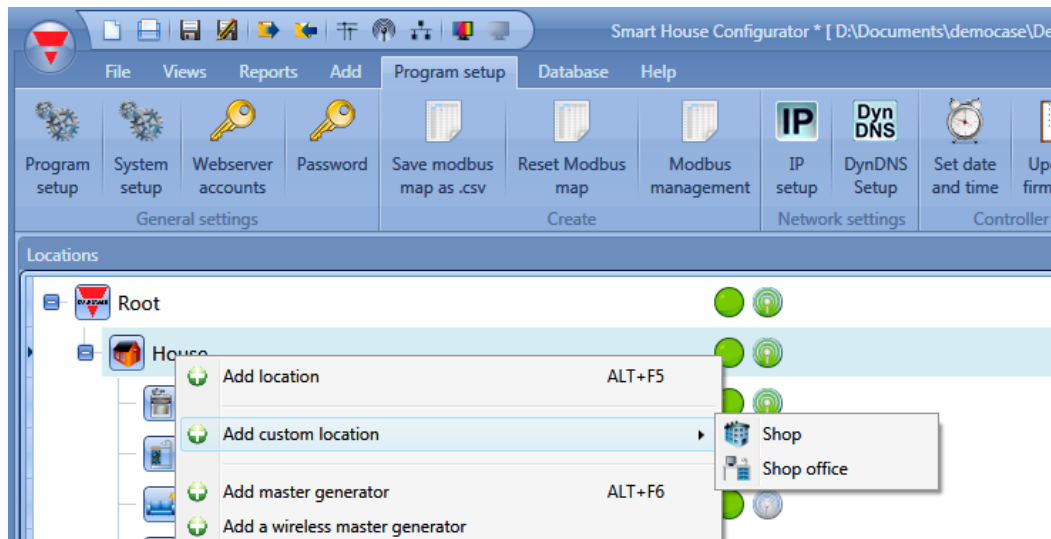 Smart House Configurator * [ D:\Documents\democase\De
File Views Reports Add Program setup Database Help
IP Dyn
DNS
Program System Webserver Password Save modbus Reset Modbus Modbus IP DynDNS Set date
setup setup accounts map as .csv map management setup Setup and time
General settings Create Network settings Controller
Locations
Root
House
Add location ALT+F5
Add custom location Shop
Shop office
Add master generator ALT+F6
Add a wireless master generator